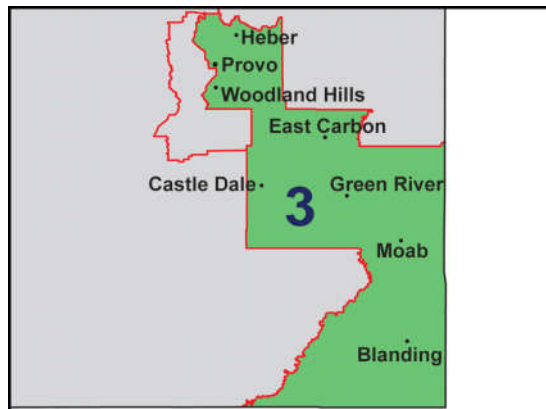 Heber
Provo
Woodland Hills
East Carbon
Castle Dale
Green River
3
Moab
Blanding